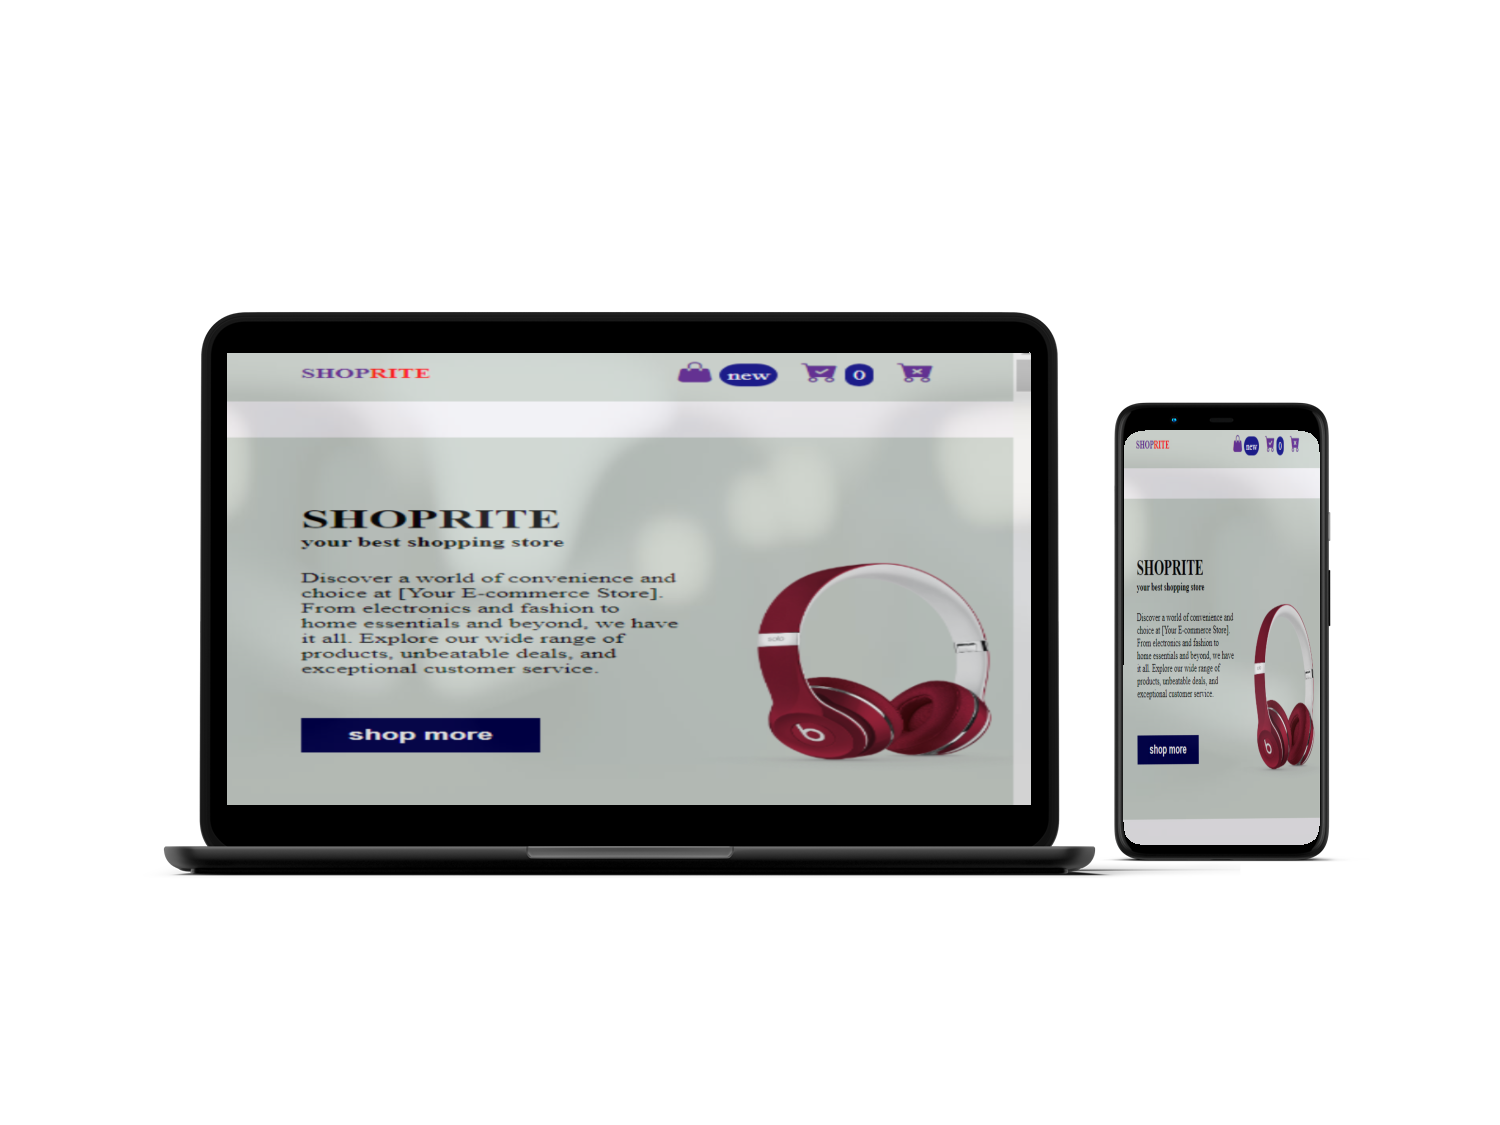 SHOPRITE
new
0
SHOPRITE
your best shopping store
Discover a world of convenience and
choice at [Your E-commerce Store].
From electronics and fashion to
home essentials and beyond, we have
it all. Explore our wide range of
products, unbeatable deals, and
exceptional customer service.
shop more
solo
b
SHOPRITE
new
0
SHOPRITE
your best shopping store
Discover a world of convenience and
choice at [Your E-commerce Store].
From electronics and fashion to
home essentials and beyond, we have
it all. Explore our wide range of
products, unbeatable deals, and
exceptional customer service.
shop more
b